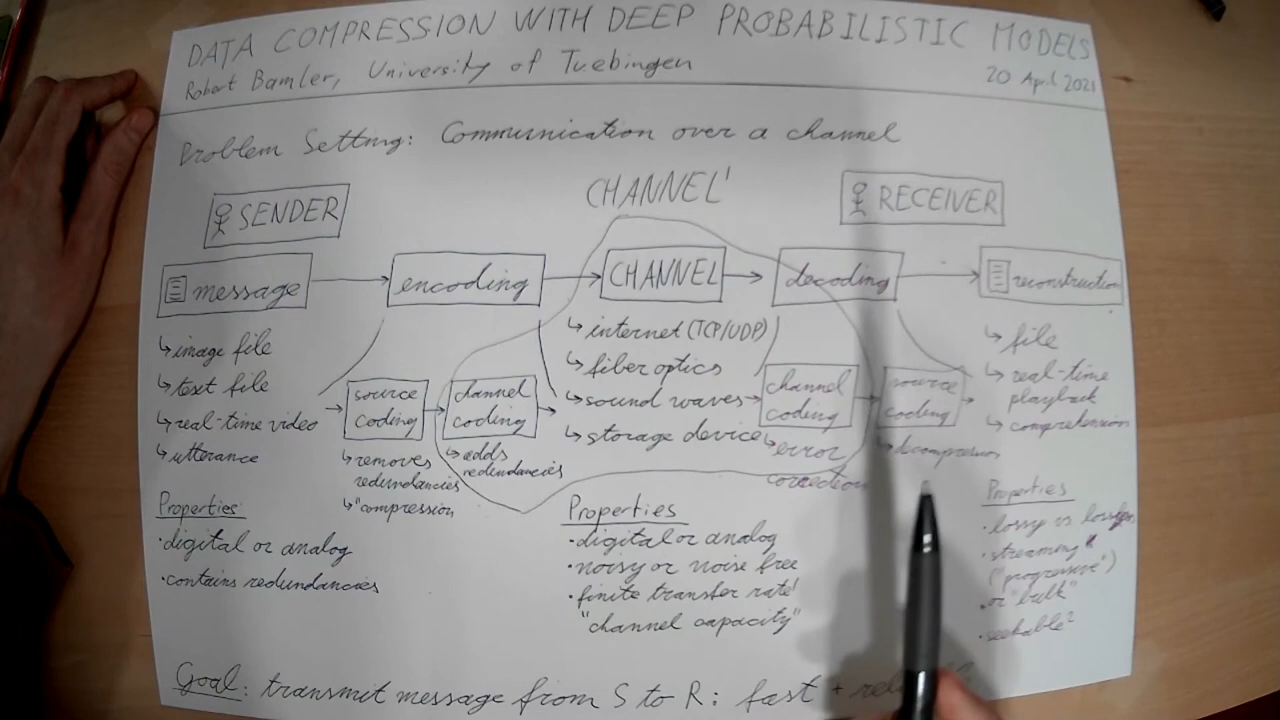 DATA COMPRESSION WITH DEEP PROBABILISTIC MODELS
Robert Bamler, University of Tuebingen
20 April 2021
Problem Setting: Communication over a channel
SENDER
CHANNEL'
RECEIVER
message
encoding
CHANNEL
decoding
reconstruction
↳ image file
↳ text file
↳ real-time video
↳ utterance
source
coding
↳ removes
redundancies
↳ "compression
channel
coding
↳ adds
redundancies
↳ internet (TCP/UDP)
↳ fiber optics
↳ sound waves
↳ storage device
channel
coding
↳ error
correction
source
coding
↳ decompression
↳ file
↳ real-time
playback
↳ comprehension
Properties
· digital or analog
· contains redundancies
Properties
· digital or analog
· noisy or noise free
· finite transfer rate
"channel capacity"
Properties
· lossy vs lossless
· streaming"
("progressive")
or "bulk"
· seekable?
Goal: transmit message from S to R: fast +